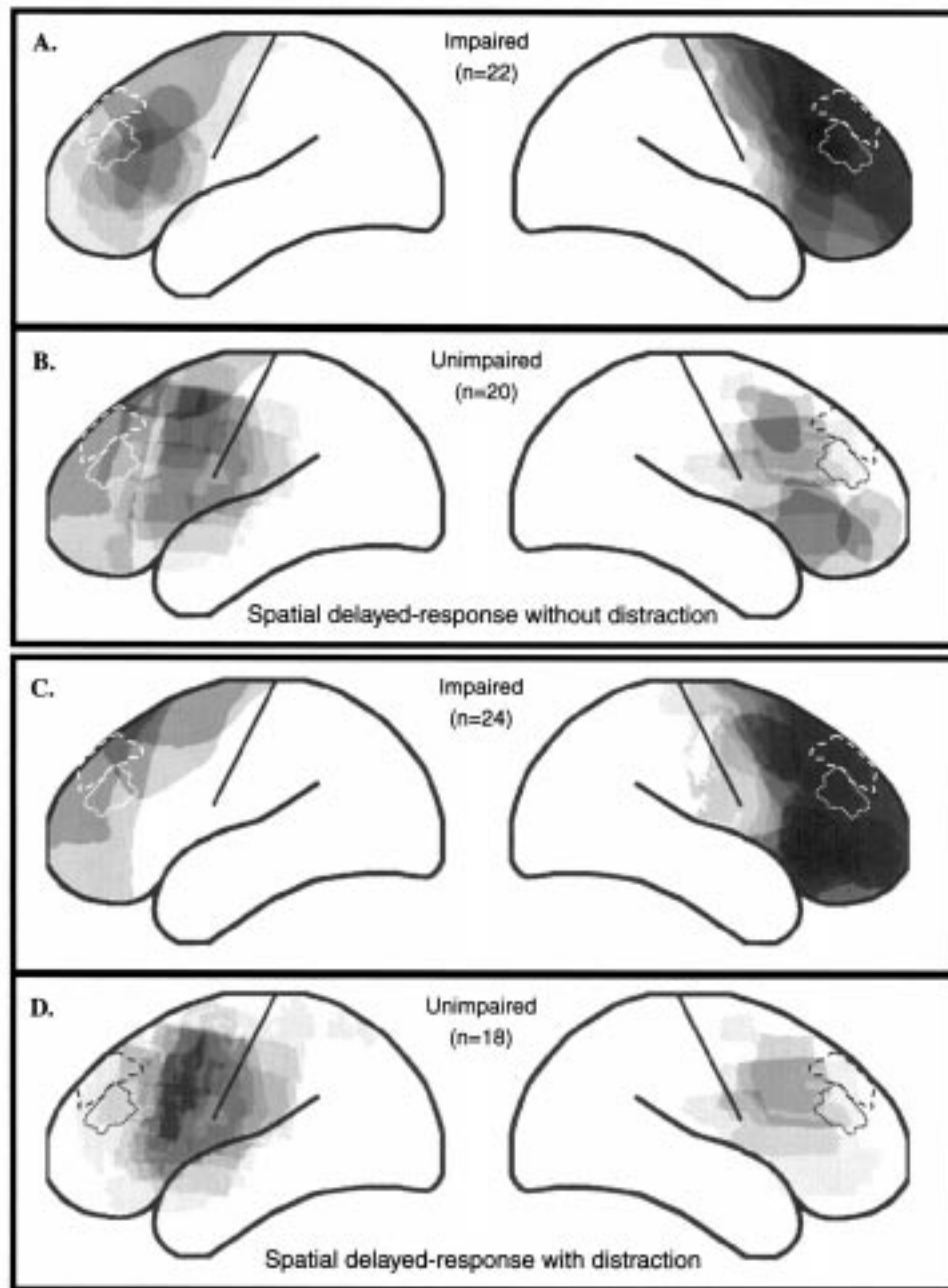 A.
Impaired
(n=22)
B.
Unimpaired
(n=20)
Spatial delayed-response without distraction
C.
Impaired
(n=24)
D.
Unimpaired
(n=18)
Spatial delayed-response with distraction